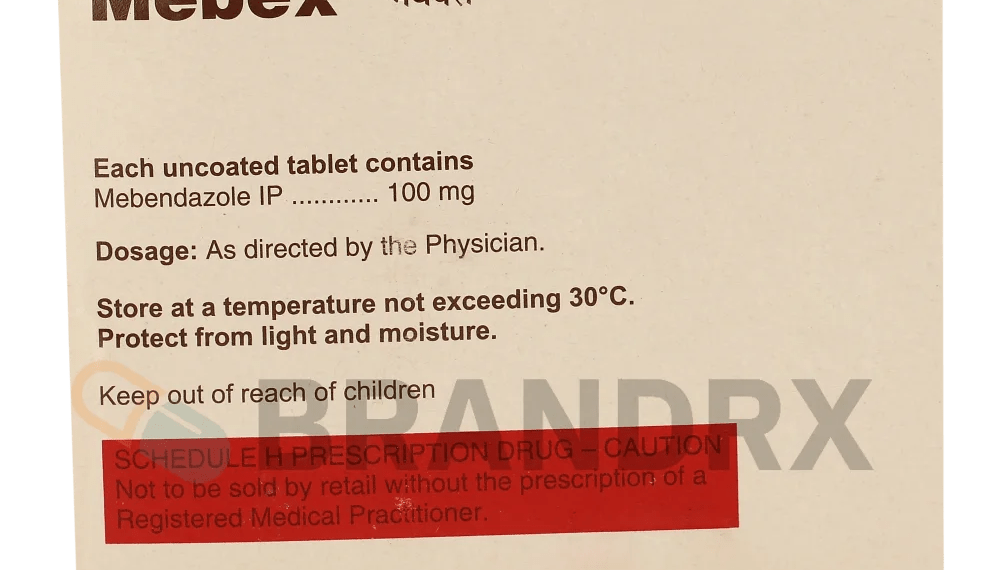 Mebex
Each uncoated tablet contains
Mebendazole IP ............ 100 mg
Dosage: As directed by the Physician.
Store at a temperature not exceeding 30°C.
Protect from light and moisture.
Keep out of reach of children
BRANDRX
SCHEDULE H PRESCRIPTION DRUG – CAUTION
Not to be sold by retail without the prescription of a
Registered Medical Practitioner.